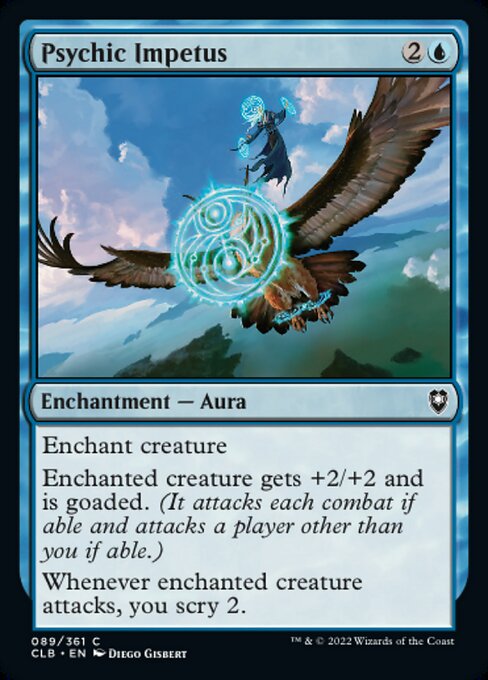 Psychic Impetus 2
Enchantment — Aura
Enchant creature
Enchanted creature gets +2/+2 and
is goaded. (It attacks each combat if
able and attacks a player other than
you if able.)
Whenever enchanted creature
attacks, you scry 2.
089/361 C
CLB • EN Diego Gisbert
™ & © 2022 Wizards of the Coast